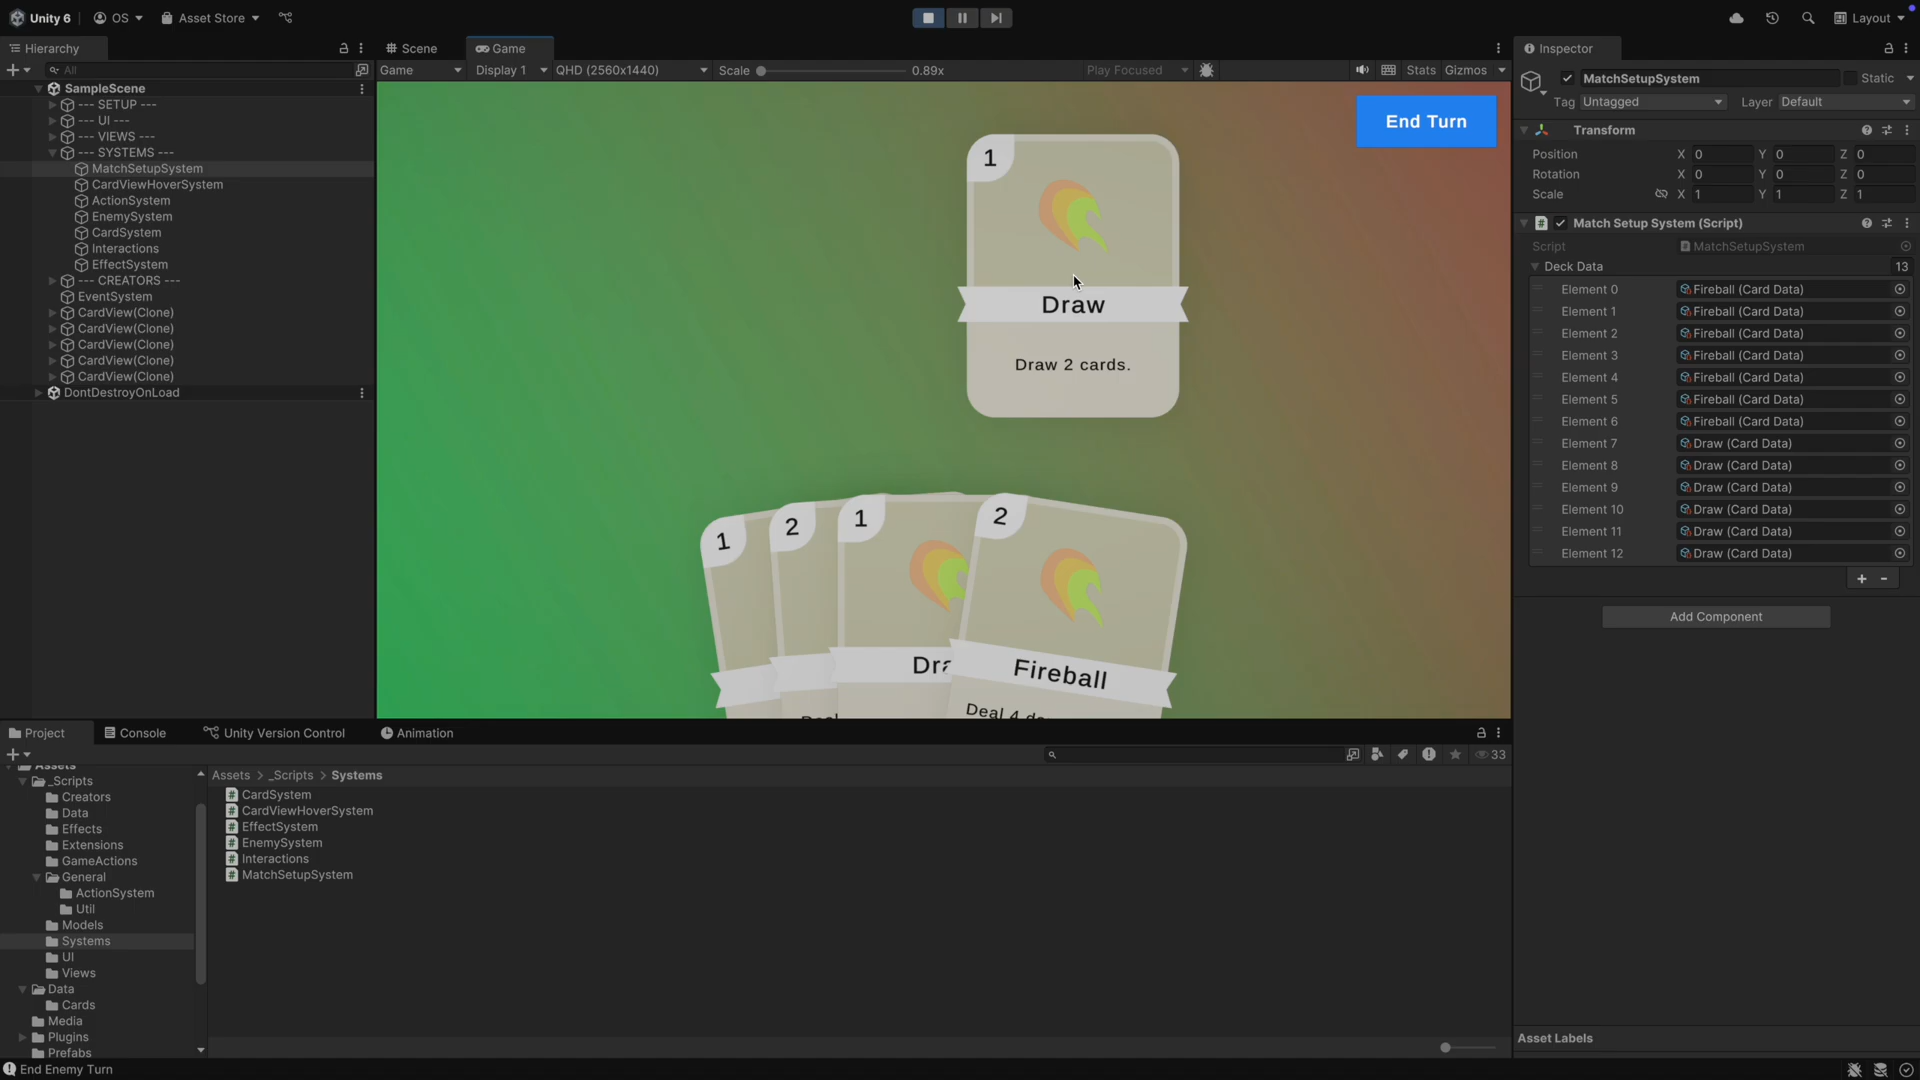 Unity 6 OS Asset Store Layout
Hierarchy
Scene Game
Inspector
All
Game Display 1 QHD (2560x1440) Scale 0.89x Play Focused Stats Gizmos
MatchSetupSystem Static
Tag Untagged Layer Default
SampleScene
--- SETUP ---
--- UI ---
--- VIEWS ---
--- SYSTEMS ---
MatchSetupSystem
CardViewHoverSystem
ActionSystem
EnemySystem
CardSystem
Interactions
EffectSystem
--- CREATORS ---
EventSystem
CardView(Clone)
CardView(Clone)
CardView(Clone)
CardView(Clone)
CardView(Clone)
DontDestroyOnLoad
End Turn
1
Draw
Draw 2 cards.
1
2
1
Dra
2
Fireball
Deal 4 da
Transform
Position X 0 Y 0 Z 0
Rotation X 0 Y 0 Z 0
Scale X 1 Y 1 Z 1
# Match Setup System (Script)
Script MatchSetupSystem
Deck Data 13
Element 0 Fireball (Card Data)
Element 1 Fireball (Card Data)
Element 2 Fireball (Card Data)
Element 3 Fireball (Card Data)
Element 4 Fireball (Card Data)
Element 5 Fireball (Card Data)
Element 6 Fireball (Card Data)
Element 7 Draw (Card Data)
Element 8 Draw (Card Data)
Element 9 Draw (Card Data)
Element 10 Draw (Card Data)
Element 11 Draw (Card Data)
Element 12 Draw (Card Data)
+ -
Add Component
Project Console Unity Version Control Animation
33
Assets
_Scripts
Creators
Data
Effects
Extensions
GameActions
General
ActionSystem
Util
Models
Systems
UI
Views
Data
Cards
Media
Plugins
Prefabs
Assets > _Scripts > Systems
# CardSystem
# CardViewHoverSystem
# EffectSystem
# EnemySystem
# Interactions
# MatchSetupSystem
Asset Labels
End Enemy Turn